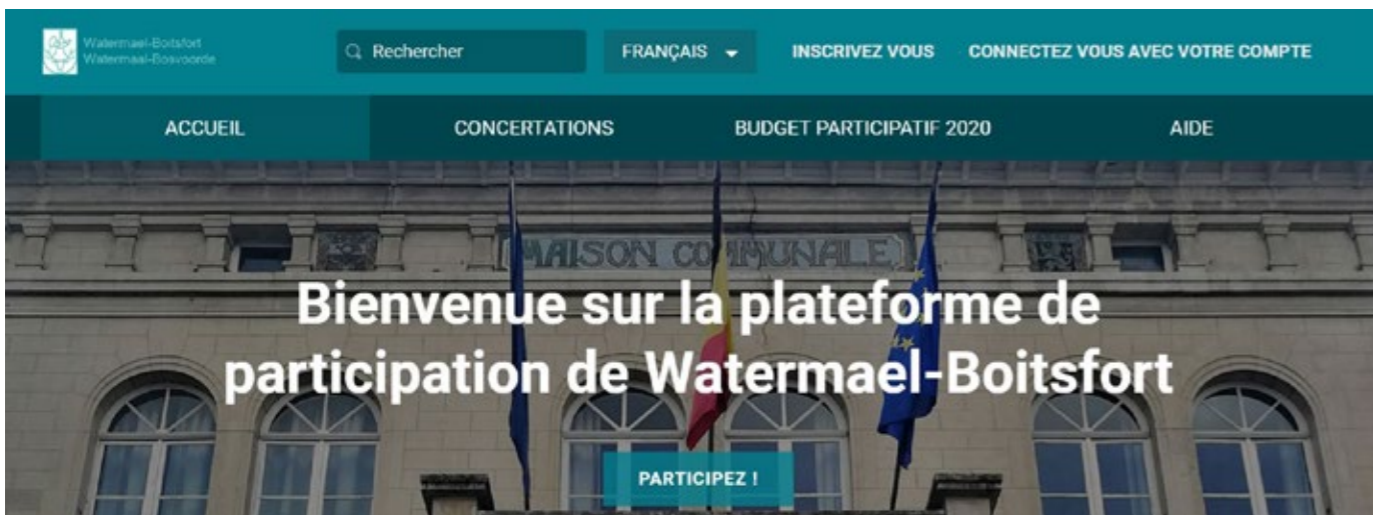 Watermael-Boitsfort
Watermaal-Bosvoorde
Rechercher
FRANÇAIS
INSCRIVEZ VOUS
CONNECTEZ VOUS AVEC VOTRE COMPTE
ACCUEIL
CONCERTATIONS
BUDGET PARTICIPATIF 2020
AIDE
MAISON COMMUNALE
Bienvenue sur la plateforme de
participation de Watermael-Boitsfort
PARTICIPEZ !